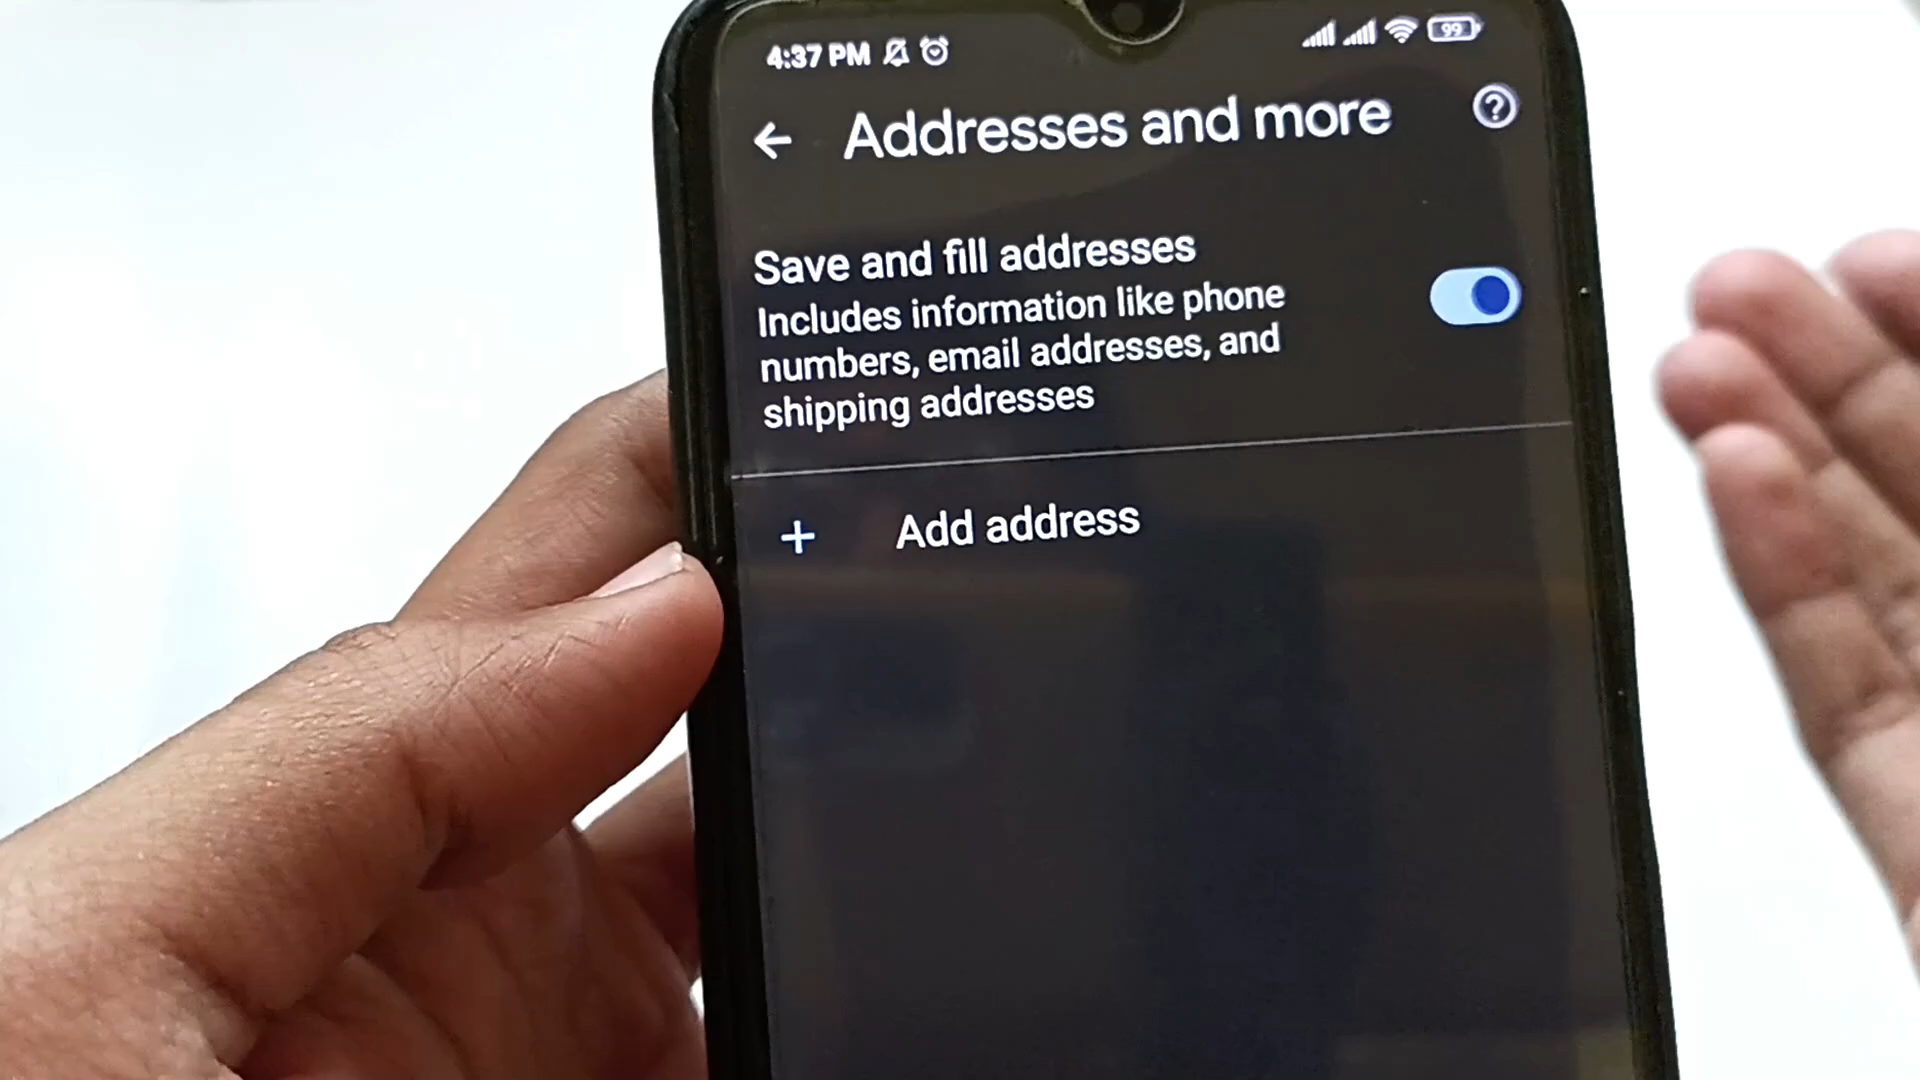 4:37 PM 99
Addresses and more
Save and fill addresses
Includes information like phone
numbers, email addresses, and
shipping addresses
+ Add address